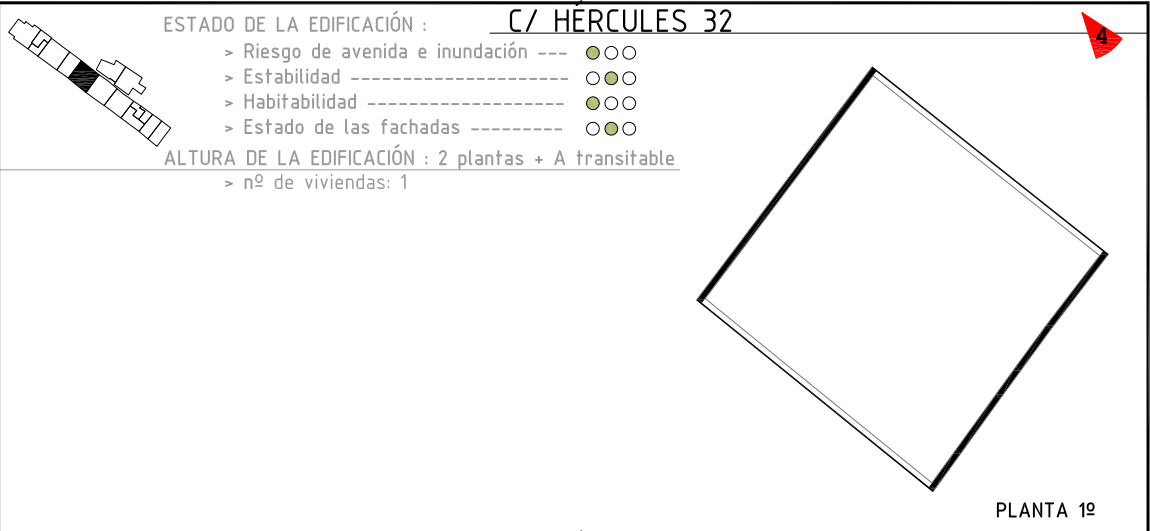 C/ HÉRCULES 32
ESTADO DE LA EDIFICACIÓN :
> Riesgo de avenida e inundación ---
> Estabilidad ---------------------
> Habitabilidad -------------------
> Estado de las fachadas ---------
ALTURA DE LA EDIFICACIÓN : 2 plantas + A transitable
> nº de viviendas: 1
4
PLANTA 1º